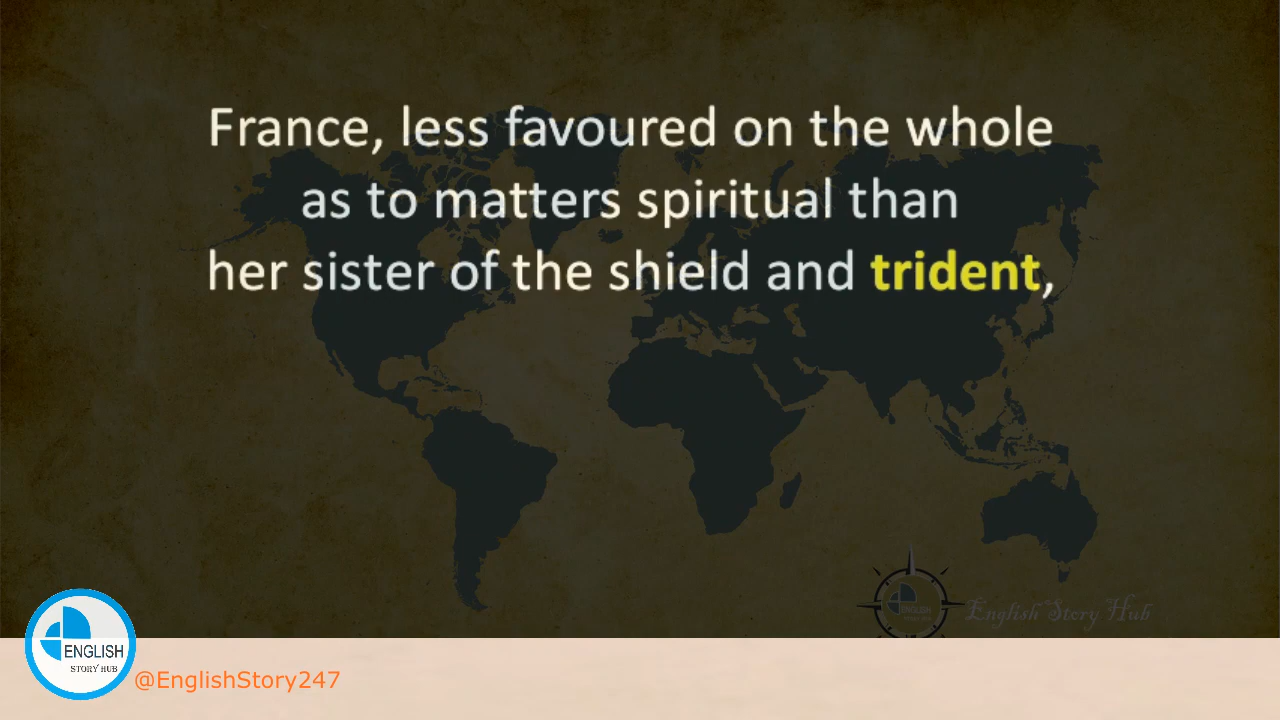 France, less favoured on the whole
as to matters spiritual than
her sister of the shield and trident,
English Story Hub
ENGLISH
STORY HUB
@EnglishStory247